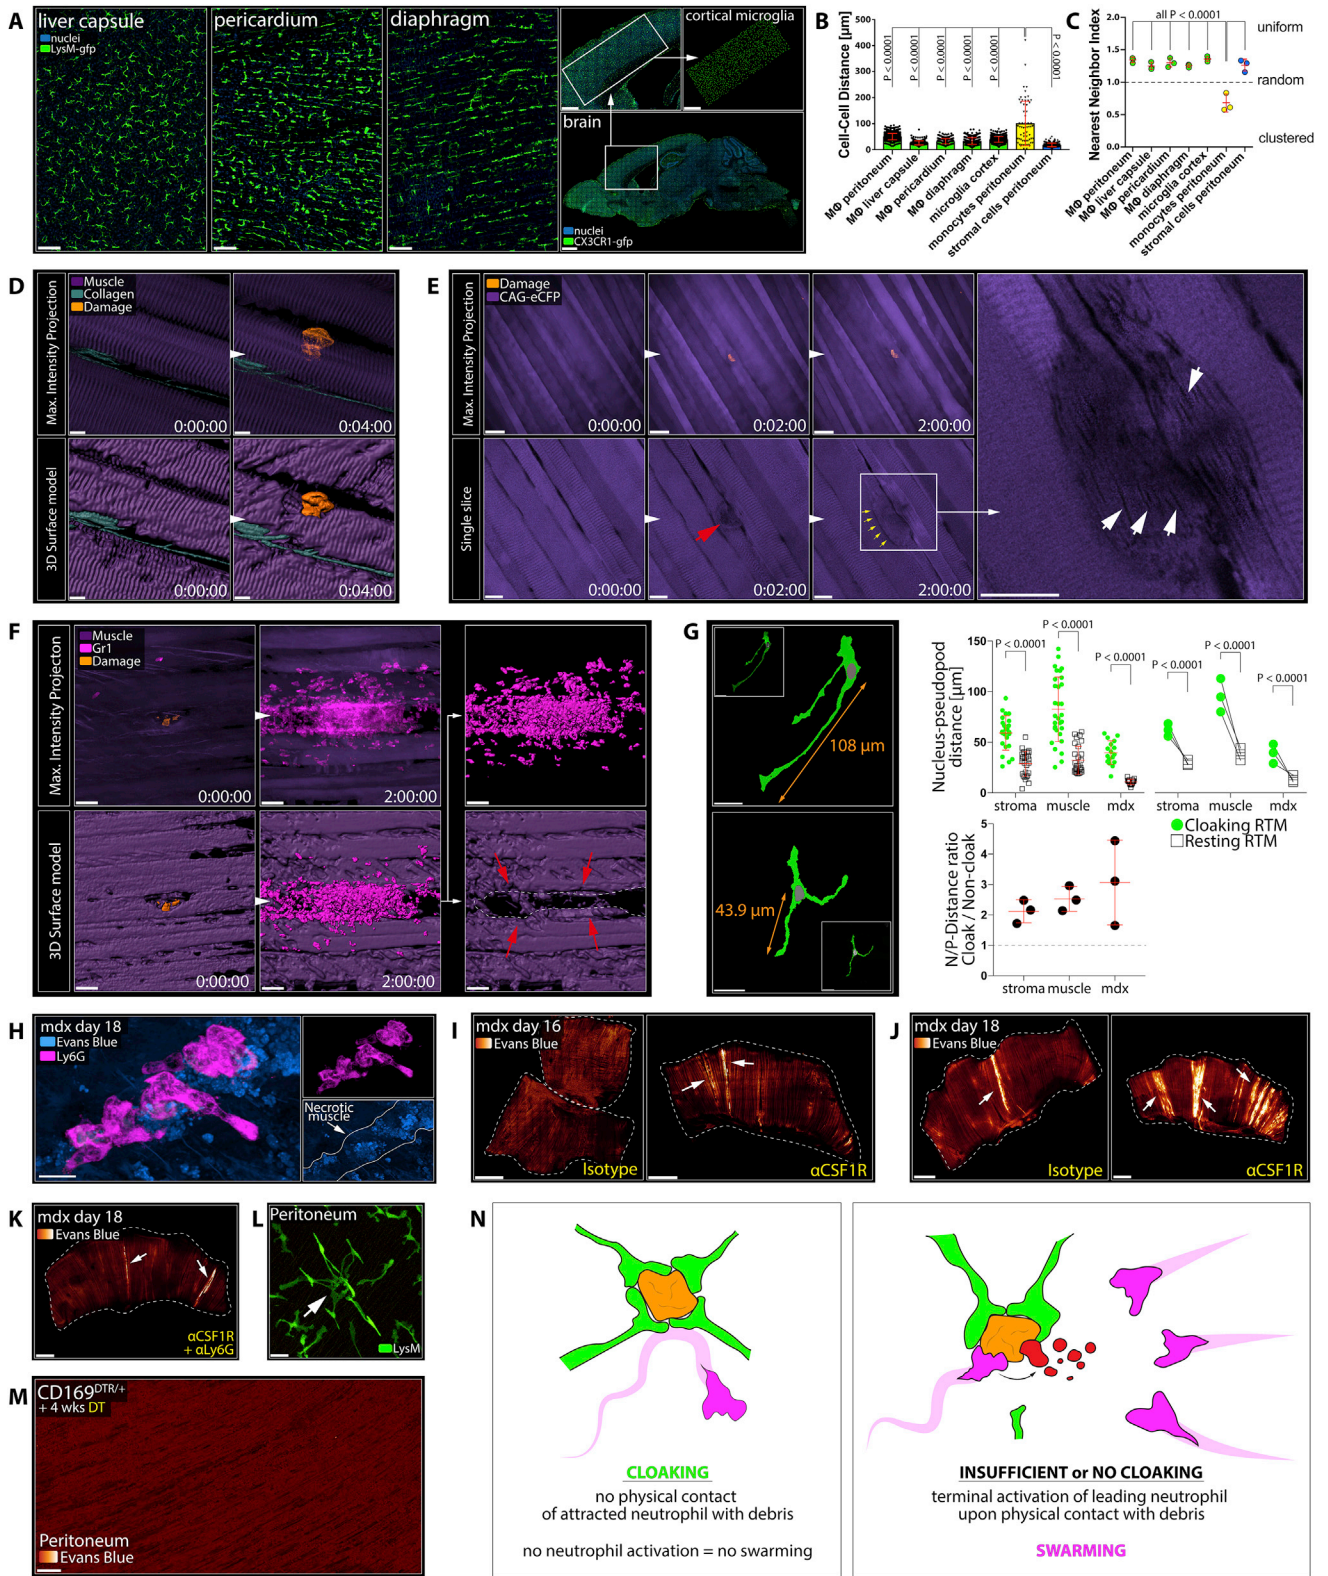 A
liver capsule
nuclei
LysM-gfp
pericardium
diaphragm
cortical microglia
brain
nuclei
CX3CR1-gfp
B
Cell-Cell Distance [µm]
500
400
300
200
100
0
P < 0.0001
P < 0.0001
P < 0.0001
P < 0.0001
P < 0.0001
P < 0.0001
MΦ peritoneum
MΦ liver capsule
MΦ pericardium
MΦ diaphragm
microglia cortex
monocytes peritoneum
stromal cells peritoneum
C
all P < 0.0001
Nearest Neighbor Index
2.0
1.5
1.0
0.5
0.0
uniform
random
clustered
MΦ peritoneum
MΦ liver capsule
MΦ pericardium
MΦ diaphragm
microglia cortex
monocytes peritoneum
stromal cells peritoneum
D
Max. Intensity Projection
Muscle
Collagen
Damage
0:00:00
0:04:00
3D Surface model
0:00:00
0:04:00
E
Max. Intensity Projection
Damage
CAG-eCFP
0:00:00
0:02:00
2:00:00
Single slice
0:00:00
0:02:00
2:00:00
F
Max. Intensity Projection
Muscle
Gr1
Damage
0:00:00
2:00:00
3D Surface model
0:00:00
2:00:00
G
108 µm
43.9 µm
Nucleus-pseudopod
distance [µm]
150
100
50
0
P < 0.0001
P < 0.0001
P < 0.0001
P < 0.0001
P < 0.0001
P < 0.0001
stroma muscle mdx
stroma muscle mdx
Cloaking RTM
Resting RTM
N/P-Distance ratio
Cloak / Non-cloak
5
4
3
2
1
0
stroma muscle mdx
H
mdx day 18
Evans Blue
Ly6G
Necrotic
muscle
I
mdx day 16
Evans Blue
Isotype
αCSF1R
J
mdx day 18
Evans Blue
Isotype
αCSF1R
K
mdx day 18
Evans Blue
αCSF1R
+ αLy6G
L
Peritoneum
LysM
M
CD169DTR/+
+ 4 wks DT
Peritoneum
Evans Blue
N
CLOAKING
no physical contact
of attracted neutrophil with debris
no neutrophil activation = no swarming
INSUFFICIENT or NO CLOAKING
terminal activation of leading neutrophil
upon physical contact with debris
SWARMING